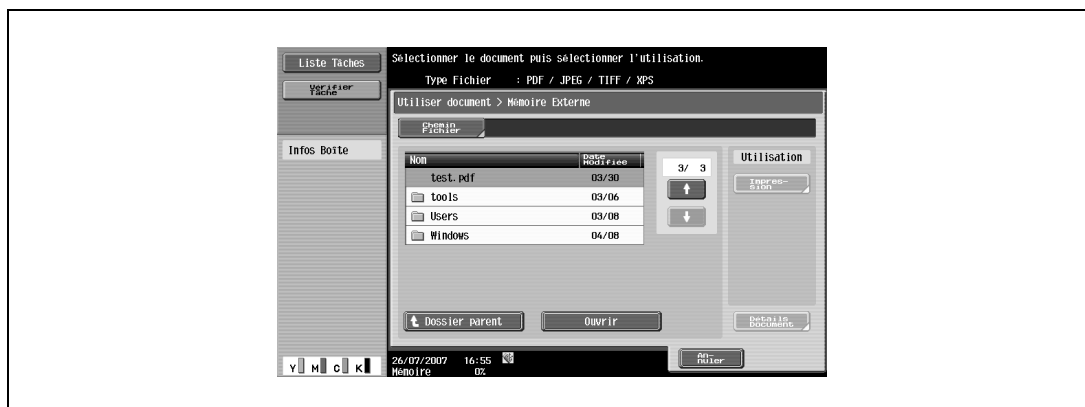 Liste Tâches
Vérifier
Tâche
Infos Boîte
Sélectionner le document puis sélectionner l'utilisation.
Type Fichier : PDF / JPEG / TIFF / XPS
Utiliser document > Mémoire Externe
Chemin
Fichier
Nom Date
Modifiée
test.pdf 03/30
tools 03/06
Users 03/08
Windows 04/08
3/ 3
Utilisation
Impres-
sion
Dossier parent
Ouvrir
Détails
Document
An-
nuler
Y M C K
26/07/2007 16:55
Mémoire 0%